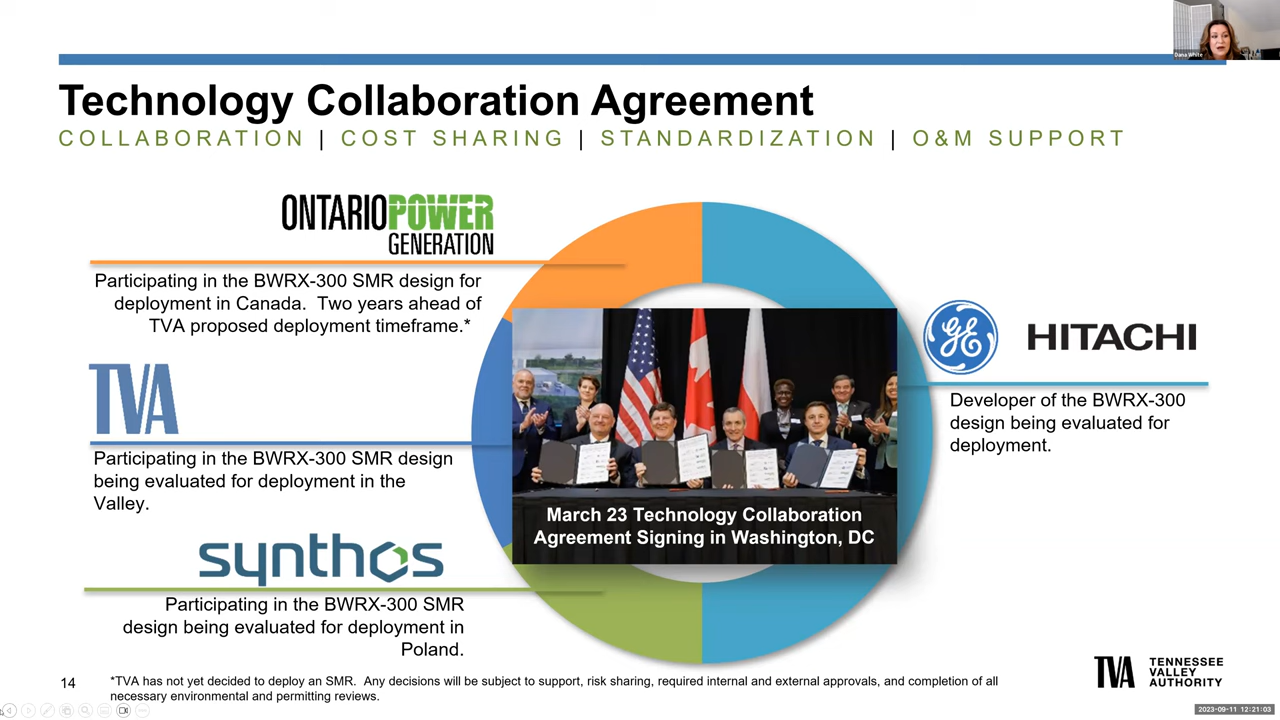 Dana White
Technology Collaboration Agreement
COLLABORATION | COST SHARING | STANDARDIZATION | O&M SUPPORT
ONTARIOPOWER
GENERATION
Participating in the BWRX-300 SMR design for
deployment in Canada. Two years ahead of
TVA proposed deployment timeframe.*
TVA
Participating in the BWRX-300 SMR design
being evaluated for deployment in the
Valley.
synthos
Participating in the BWRX-300 SMR
design being evaluated for deployment in
Poland.
March 23 Technology Collaboration
Agreement Signing in Washington, DC
GE HITACHI
Developer of the BWRX-300
design being evaluated for
deployment.
14
*TVA has not yet decided to deploy an SMR. Any decisions will be subject to support, risk sharing, required internal and external approvals, and completion of all
necessary environmental and permitting reviews.
TVA
TENNESSEE
VALLEY
AUTHORITY
2023-09-11 12:21:03